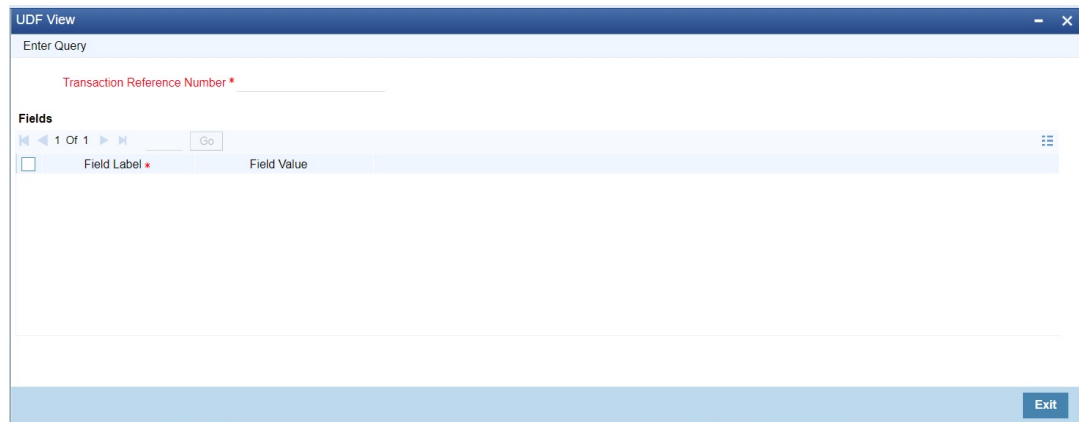 UDF View
Enter Query
Transaction Reference Number *
Fields
1 Of 1 Go
Field Label * Field Value
Exit